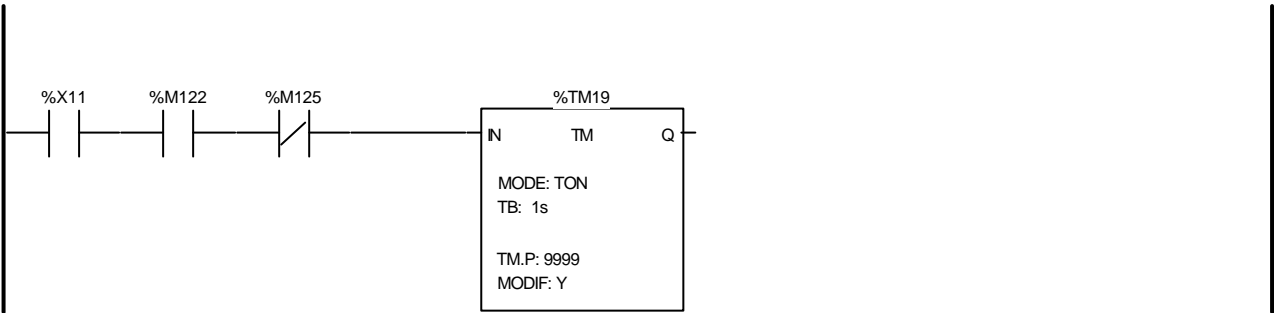 %X11 %M122 %M125 %TM19
IN TM Q
MODE: TON
TB: 1s
TM.P: 9999
MODIF: Y